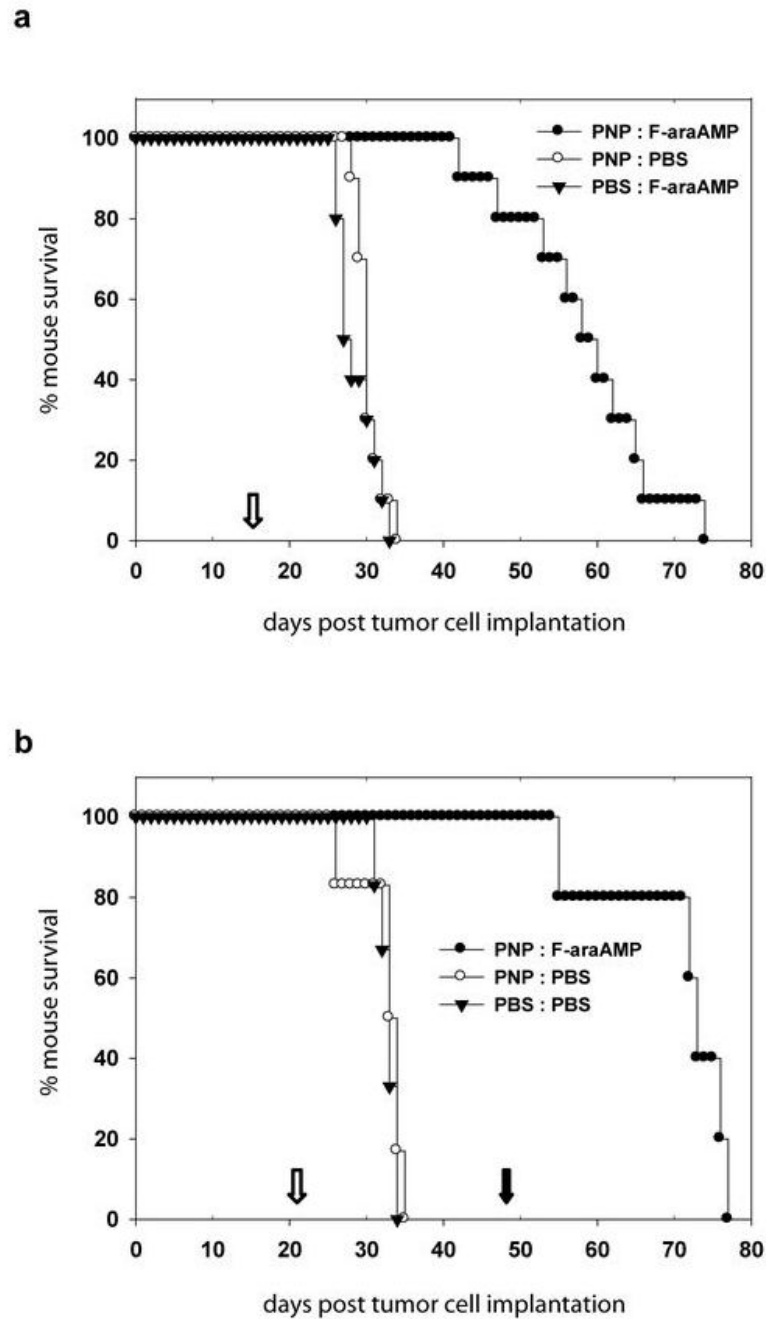 a
100
80
60
40
20
0
% mouse survival
PNP : F-araAMP
PNP : PBS
PBS : F-araAMP
0 10 20 30 40 50 60 70 80
days post tumor cell implantation
b
100
80
60
40
20
0
% mouse survival
PNP : F-araAMP
PNP : PBS
PBS : PBS
0 10 20 30 40 50 60 70 80
days post tumor cell implantation